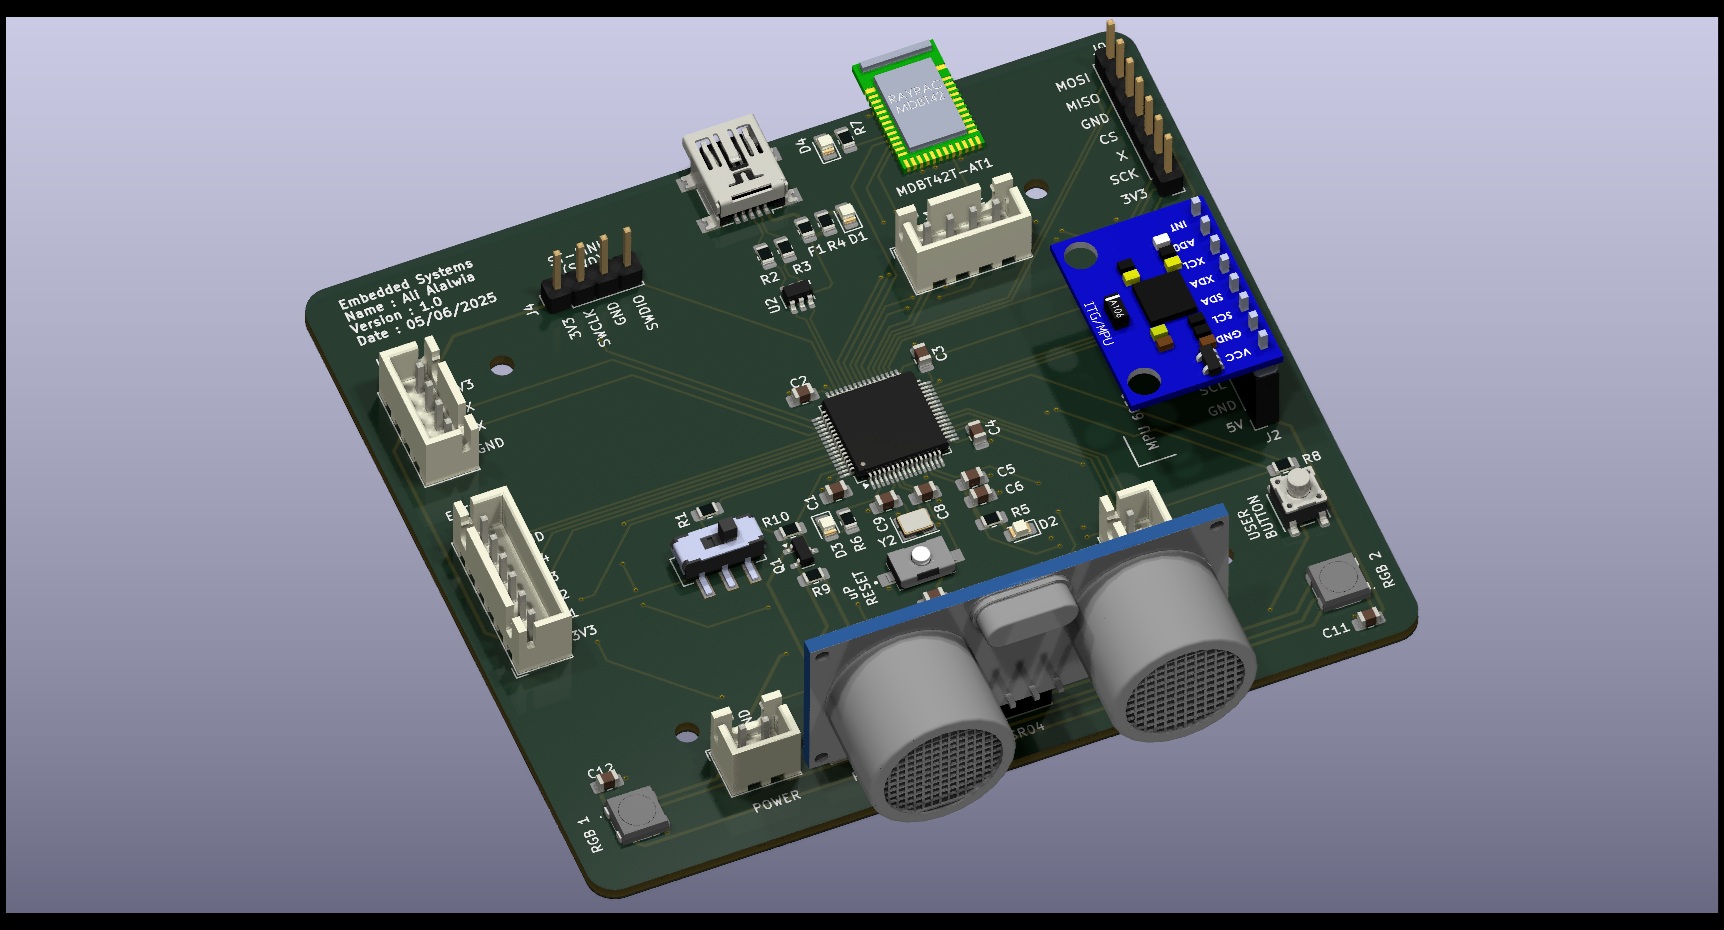 Embedded Systems
Name : Ali Alalwia
Version : 1.0
Date : 05/06/2025
J4
3V3
SWCLK
GND
SWDIO
D4
R7
RAYTAC
MDBT42
MDBT42T-AT1
MOSI
MISO
GND
CS
X
SCK
3V3
R2
R3
F1
R4
D1
U2
INT
AD0
XCL
XDA
SDA
SCL
GND
VCC
ITG/MPU
A106
SCL
GND
5V
J2
C3
C2
C4
GND
C5
C6
C1
C9
C8
R5
D2
R1
R10
D3
R6
Y2
Q1
R9
UP
RESET
R8
USER
BUTTON
RGB 2
C11
3V3
POWER
C12
RGB 1